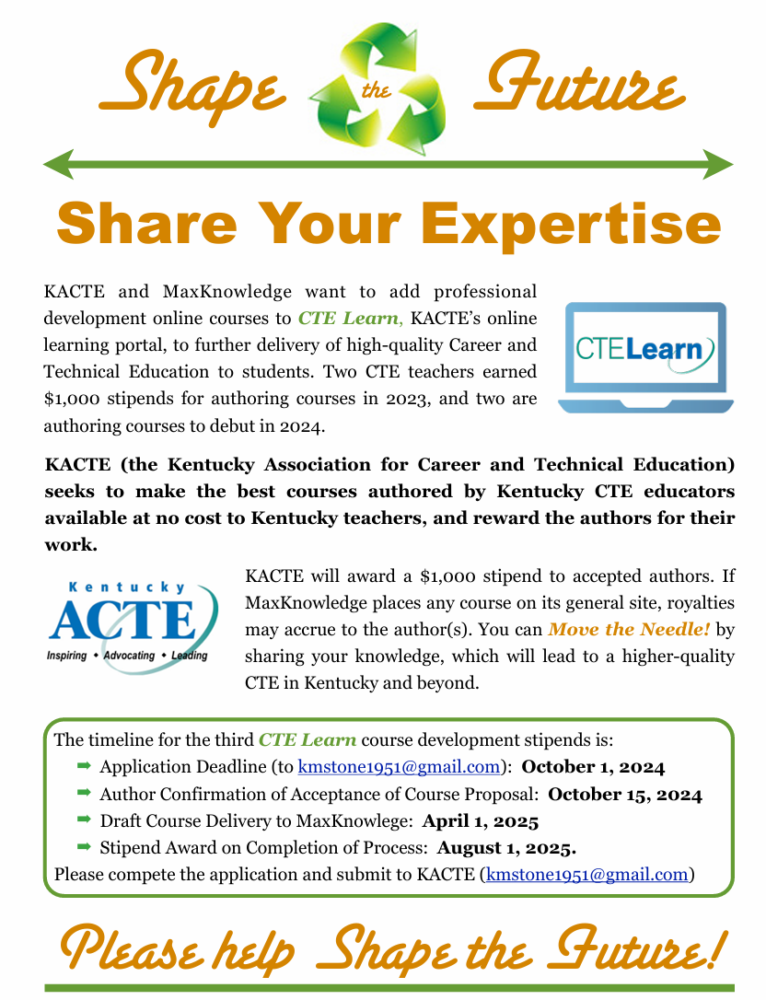 Shape the Future
Share Your Expertise
KACTE and MaxKnowledge want to add professional
development online courses to CTE Learn, KACTE’s online
learning portal, to further delivery of high-quality Career and
Technical Education to students. Two CTE teachers earned
$1,000 stipends for authoring courses in 2023, and two are
authoring courses to debut in 2024.
CTELearn
KACTE (the Kentucky Association for Career and Technical Education)
seeks to make the best courses authored by Kentucky CTE educators
available at no cost to Kentucky teachers, and reward the authors for their
work.
Kentucky
ACTE
Inspiring ◆ Advocating ◆ Leading
KACTE will award a $1,000 stipend to accepted authors. If
MaxKnowledge places any course on its general site, royalties
may accrue to the author(s). You can Move the Needle! by
sharing your knowledge, which will lead to a higher-quality
CTE in Kentucky and beyond.
The timeline for the third CTE Learn course development stipends is:
➡ Application Deadline (to kmstone1951@gmail.com): October 1, 2024
➡ Author Confirmation of Acceptance of Course Proposal: October 15, 2024
➡ Draft Course Delivery to MaxKnowlege: April 1, 2025
➡ Stipend Award on Completion of Process: August 1, 2025.
Please compete the application and submit to KACTE (kmstone1951@gmail.com)
Please help Shape the Future!